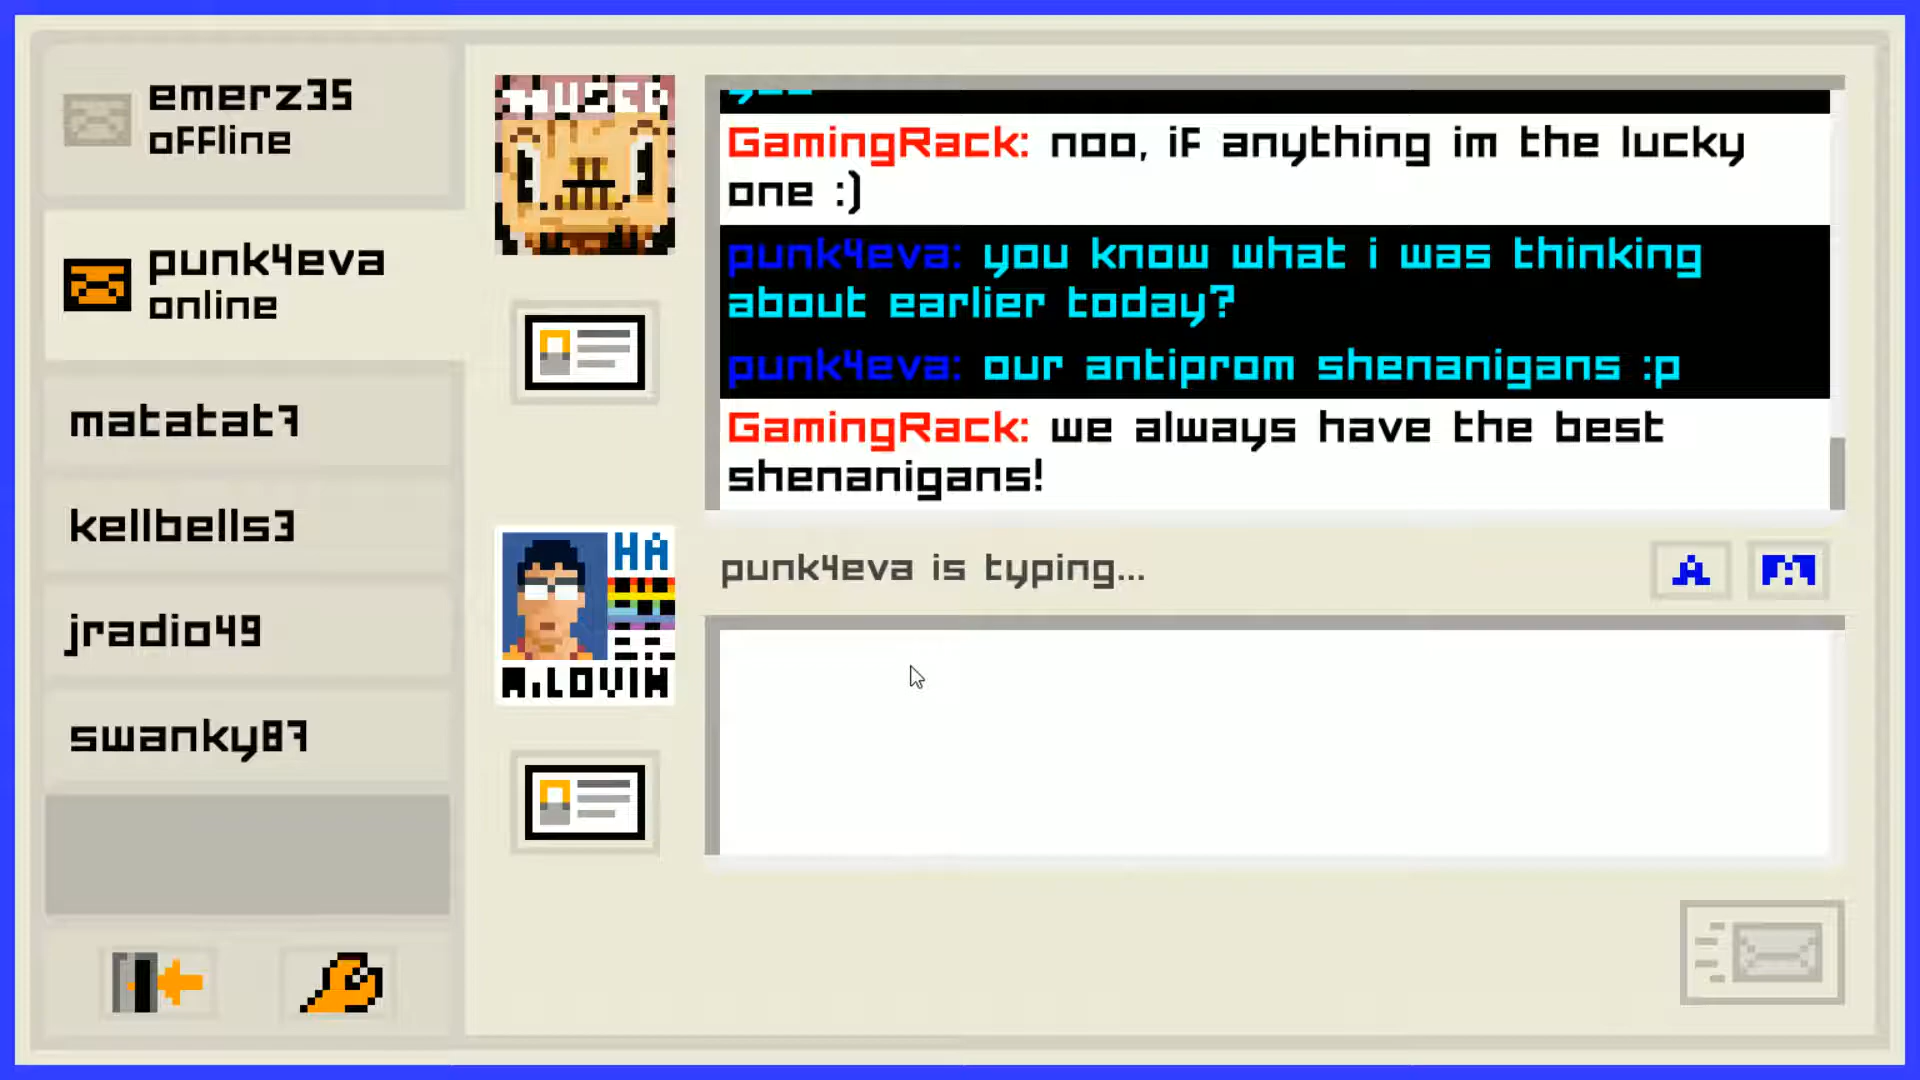 emerz35
offline
punk4eva
online
matatat7
kellbells3
jradio49
swanky87
GamingRack: noo, if anything im the lucky
one :)
punk4eva: you know what i was thinking
about earlier today?
punk4eva: our antiprom shenanigans :p
GamingRack: we always have the best
shenanigans!
HA
punk4eva is typing...
A